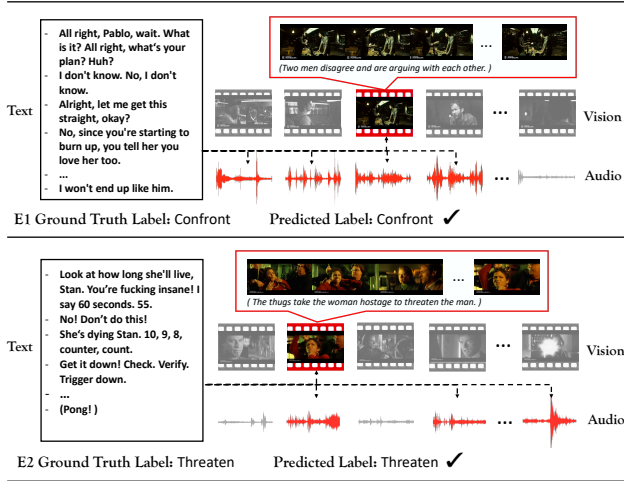 - All right, Pablo, wait. What
is it? All right, what's your
plan? Huh?
- I don't know. No, I don't
know.
- Alright, let me get this
straight, okay?
- No, since you're starting to
burn up, you tell her you
love her too.
- ...
- I won't end up like him.
Text
...
(Two men disagree and are arguing with each other. )
...
Vision
...
Audio
E1 Ground Truth Label: Confront
Predicted Label: Confront ✓
- Look at how long she'll live,
Stan. You're fucking insane! I
say 60 seconds. 55.
- No! Don't do this!
- She's dying Stan. 10, 9, 8,
counter, count.
- Get it down! Check. Verify.
Trigger down.
- ...
- (Pong! )
Text
...
( The thugs take the woman hostage to threaten the man. )
...
Vision
...
Audio
E2 Ground Truth Label: Threaten
Predicted Label: Threaten ✓